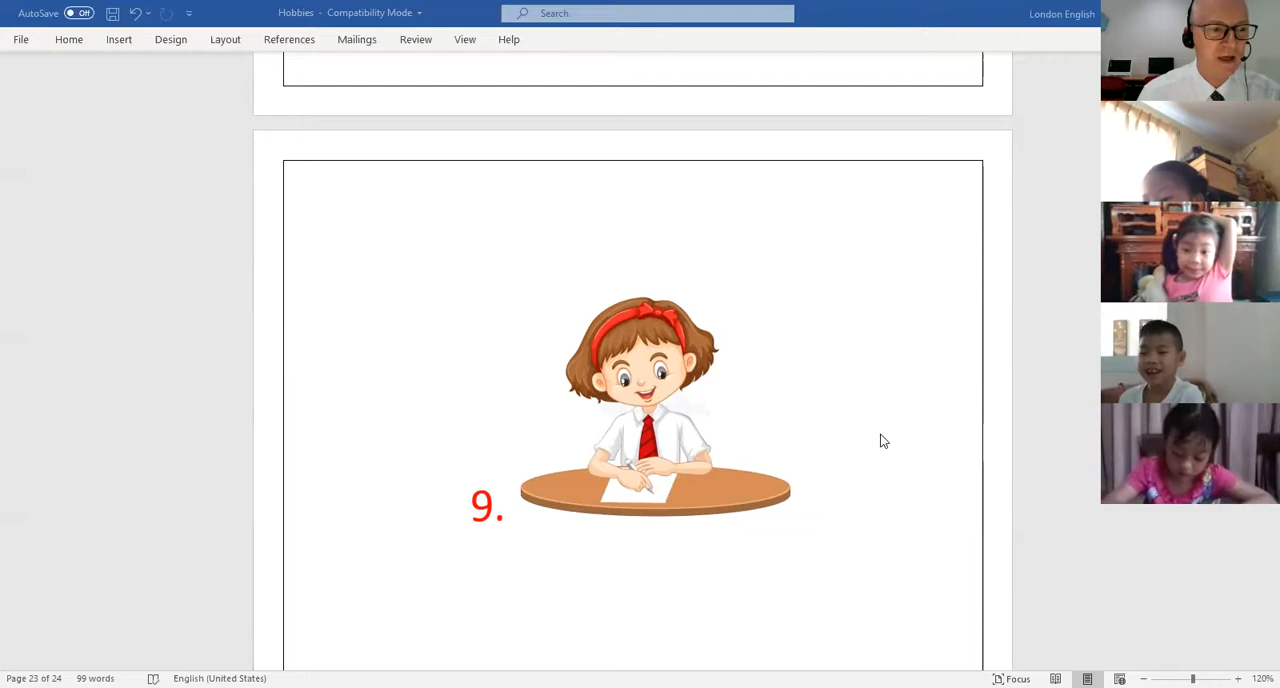 AutoSave Off Hobbies - Compatibility Mode Search London English
File Home Insert Design Layout References Mailings Review View Help
9.
Page 23 of 24 99 words English (United States) Focus 120%